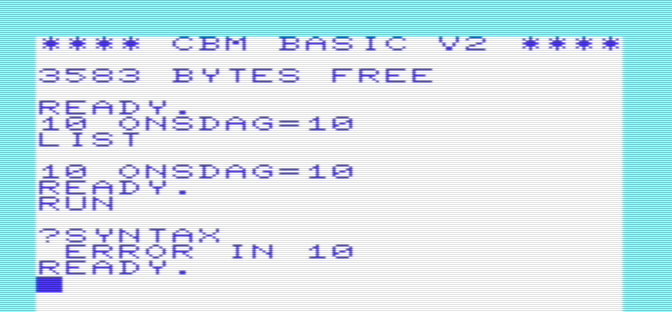 **** CBM BASIC V2 ****
3583 BYTES FREE
READY.
10 ONSDAG=10
LIST
10 ONSDAG=10
READY.
RUN
?SYNTAX
ERROR IN 10
READY.